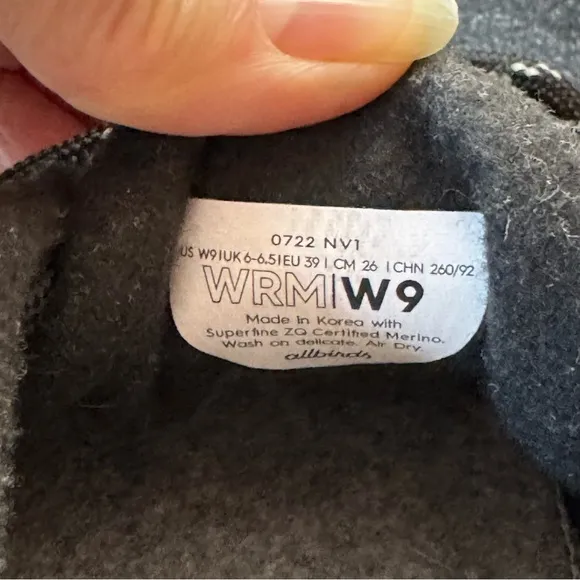 0722 NV1
US W9|UK 6-6.5|EU 39 | CM 26 | CHN 260/92
WRM|W9
Made In Korea with
Superfine ZQ Certified Merino.
Wash on delicate. Air Dry.
allbirds